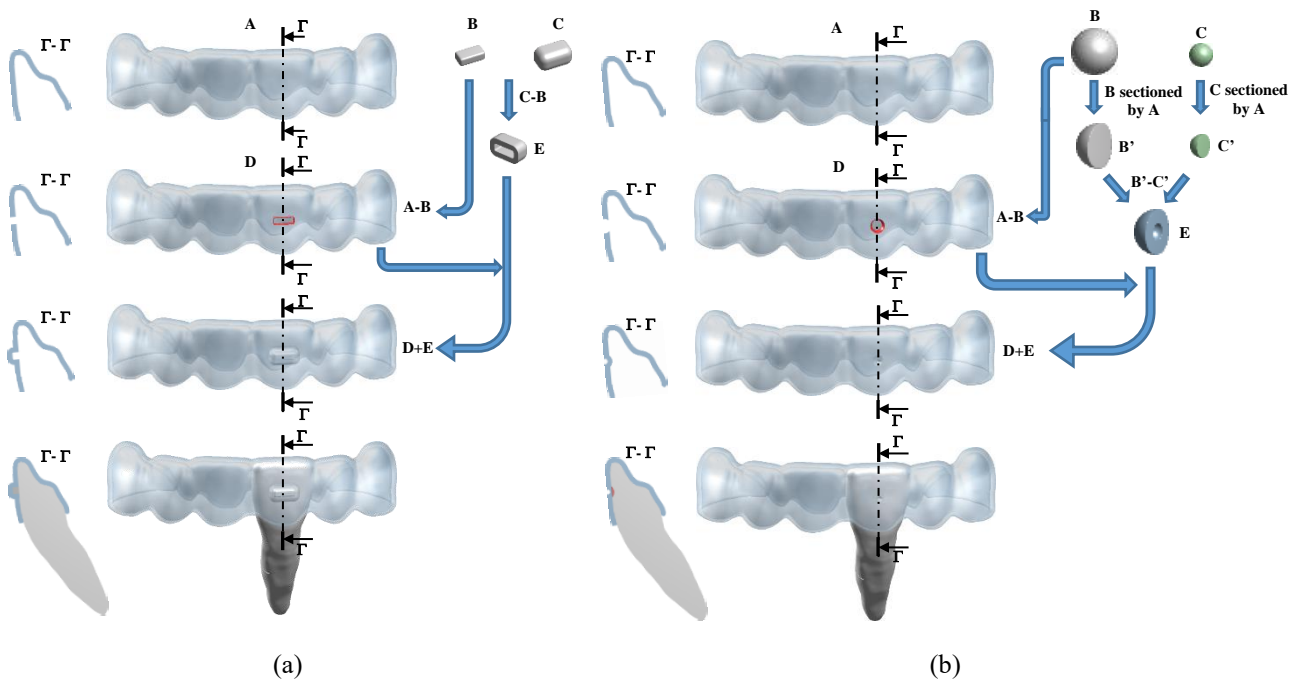 A
Γ
B
C
Γ- Γ
C-B
Γ
E
D
Γ
Γ- Γ
A-B
Γ
Γ
Γ- Γ
D+E
Γ
Γ
Γ- Γ
Γ
(a)
B
A
Γ
C
Γ- Γ
B sectioned
by A
C sectioned
by A
Γ
B’
C’
D
Γ
Γ- Γ
B’-C’
A-B
E
Γ
Γ
Γ- Γ
D+E
Γ
Γ
Γ- Γ
Γ
(b)